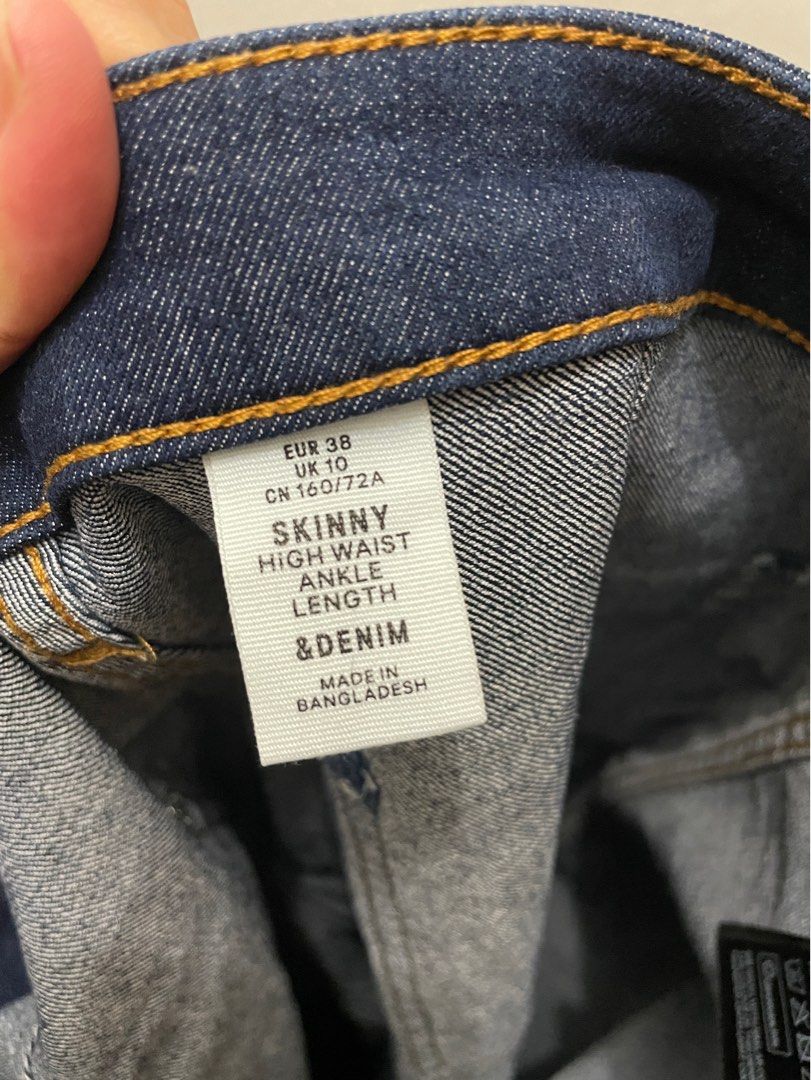 EUR 38
UK 10
CN 160/72A
SKINNY
HIGH WAIST
ANKLE
LENGTH
&DENIM
MADE IN
BANGLADESH